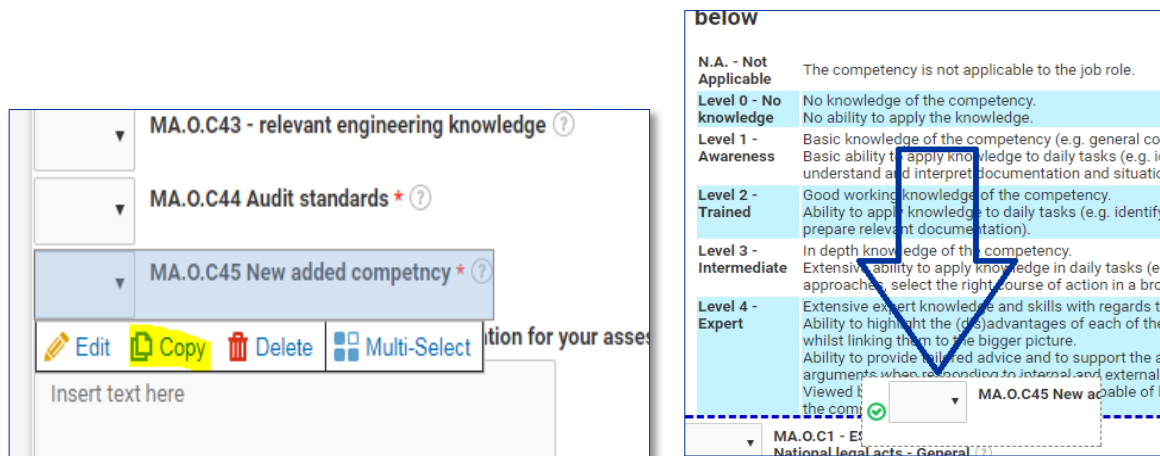 MA.O.C43 - relevant engineering knowledge ?
MA.O.C44 Audit standards * ?
MA.O.C45 New added competncy * ?
Edit Copy Delete Multi-Select
tion for your asses
Insert text here
below
N.A. - Not Applicable
The competency is not applicable to the job role.
Level 0 - No knowledge
No knowledge of the competency.
No ability to apply the knowledge.
Level 1 - Awareness
Basic knowledge of the competency (e.g. general co
Basic ability to apply knowledge to daily tasks (e.g. i
understand and interpret documentation and situatio
Level 2 - Trained
Good working knowledge of the competency.
Ability to apply knowledge to daily tasks (e.g. identify
prepare relevant documentation).
Level 3 - Intermediate
In depth knowledge of the competency.
Extensive ability to apply knowledge in daily tasks (e
approaches, select the right course of action in a bro
Level 4 - Expert
Extensive expert knowledge and skills with regards t
Ability to highlight the (dis)advantages of each of the
whilst linking them to the bigger picture.
Ability to provide tailored advice and to support the a
arguments when responding to internal and external
Viewed
MA.O.C45 New ad
pable of
the com
MA.O.C1 - E
National legal acts - General ?